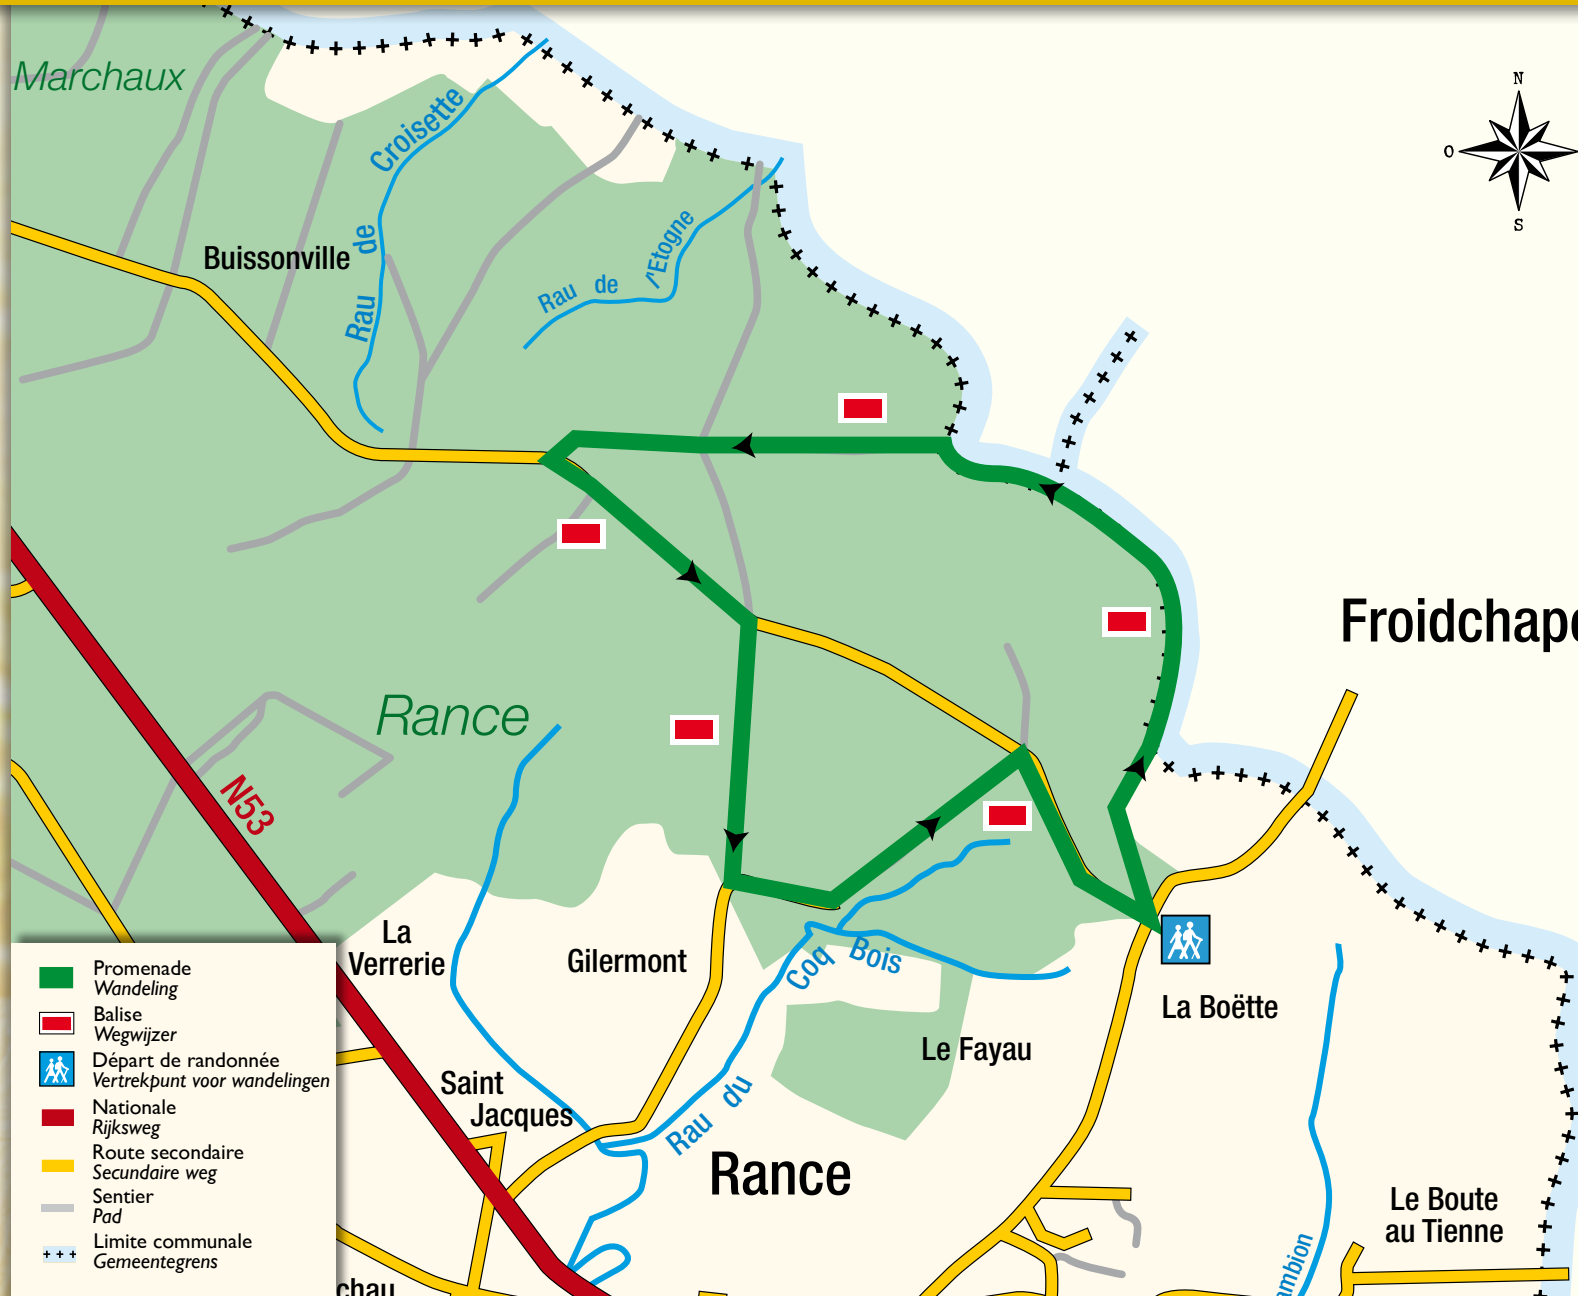 Marchaux
N
O
S
Rau de Croisette
Buissonville
Rau de l'Etogne
Froidchap
Rance
N53
La
Verrerie
Gilermont
Rau du Coq Bois
La Boëtte
Le Fayau
Saint
Jacques
Rance
Le Boute
au Tienne
Promenade
Wandeling
Balise
Wegwijzer
Départ de randonnée
Vertrekpunt voor wandelingen
Nationale
Rijksweg
Route secondaire
Secundaire weg
Sentier
Pad
Limite communale
Gemeentegrens
chau
ambion